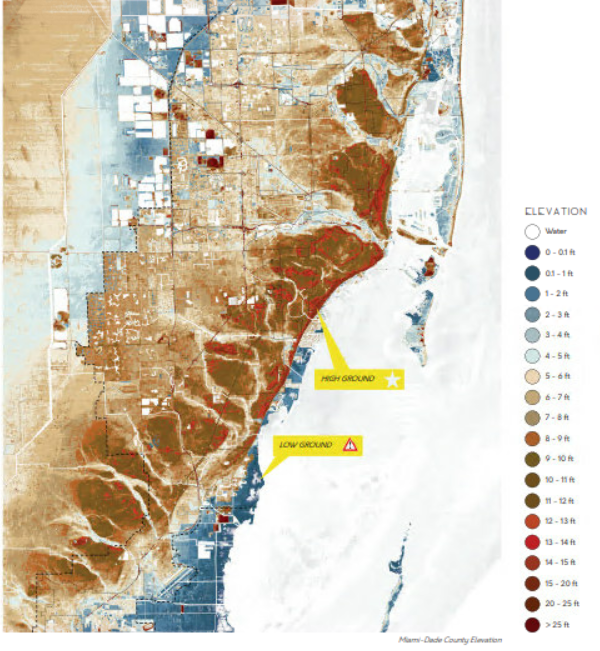 ELEVATION
Water
0 - 0.1 ft
0.1 - 1 ft
1 - 2 ft
2 - 3 ft
3 - 4 ft
4 - 5 ft
5 - 6 ft
6 - 7 ft
7 - 8 ft
8 - 9 ft
9 - 10 ft
10 - 11 ft
11 - 12 ft
12 - 13 ft
13 - 14 ft
14 - 15 ft
15 - 20 ft
20 - 25 ft
> 25 ft
HIGH GROUND
LOW GROUND
Miami-Dade County Elevation